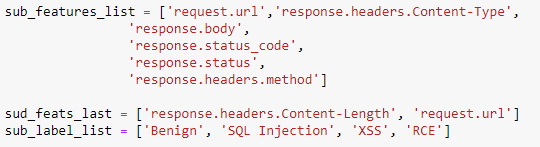 sub_features_list = ['request.url','response.headers.Content-Type',
'response.body',
'response.status_code',
'response.status',
'response.headers.method']
sud_feats_last = ['response.headers.Content-Length', 'request.url']
sub_label_list = ['Benign', 'SQL Injection', 'XSS', 'RCE']